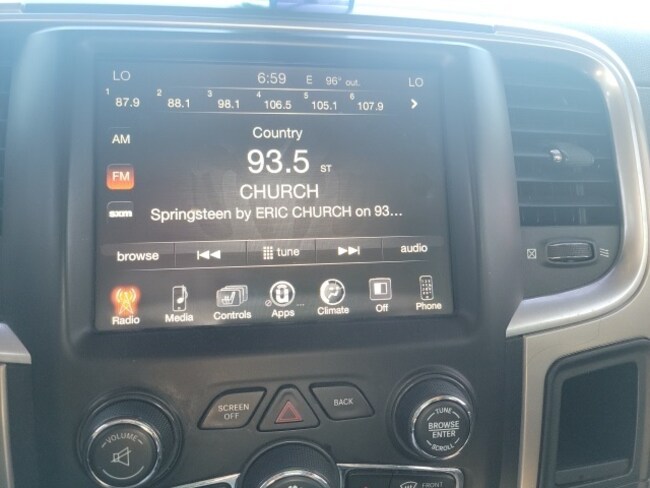 LO 6:59 E 96° out. LO
1 87.9 2 88.1 3 98.1 4 106.5 5 105.1 6 107.9
AM
Country
93.5 ST
FM
CHURCH
sxm
Springsteen by ERIC CHURCH on 93...
browse tune audio
Radio Media Controls Apps ... Climate Off Phone
SCREEN OFF
BACK
VOLUME
TUNE
BROWSE
ENTER
SCROLL
FRONT